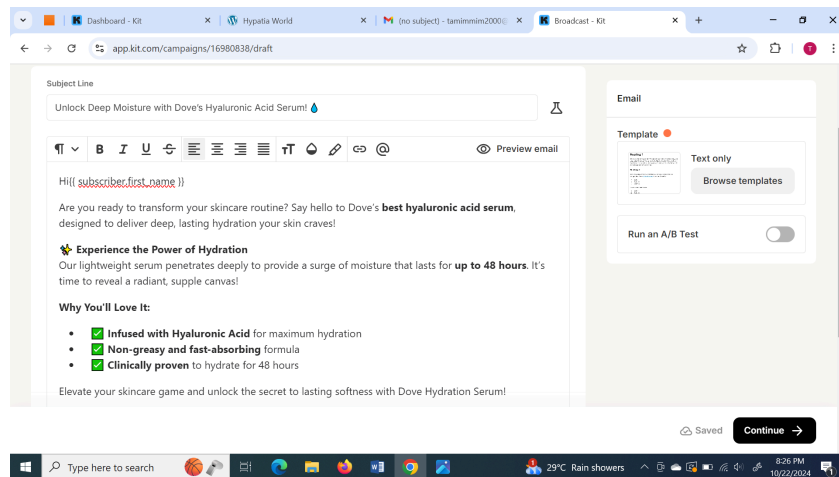 Dashboard - Kit
Hypatia World
(no subject) - tamimmim2000@
Broadcast - Kit
app.kit.com/campaigns/16980838/draft
T
Subject Line
Unlock Deep Moisture with Dove's Hyaluronic Acid Serum! 💧
B I U S TT @ Preview email
Hi{{ subscriber.first_name }}
Are you ready to transform your skincare routine? Say hello to Dove's best hyaluronic acid serum,
designed to deliver deep, lasting hydration your skin craves!
Experience the Power of Hydration
Our lightweight serum penetrates deeply to provide a surge of moisture that lasts for up to 48 hours. It's
time to reveal a radiant, supple canvas!
Why You'll Love It:
• ✅ Infused with Hyaluronic Acid for maximum hydration
• ✅ Non-greasy and fast-absorbing formula
• ✅ Clinically proven to hydrate for 48 hours
Elevate your skincare game and unlock the secret to lasting softness with Dove Hydration Serum!
Email
Template
Text only
Browse templates
Run an A/B Test
Saved
Continue →
Type here to search
29°C Rain showers
8:26 PM
10/22/2024